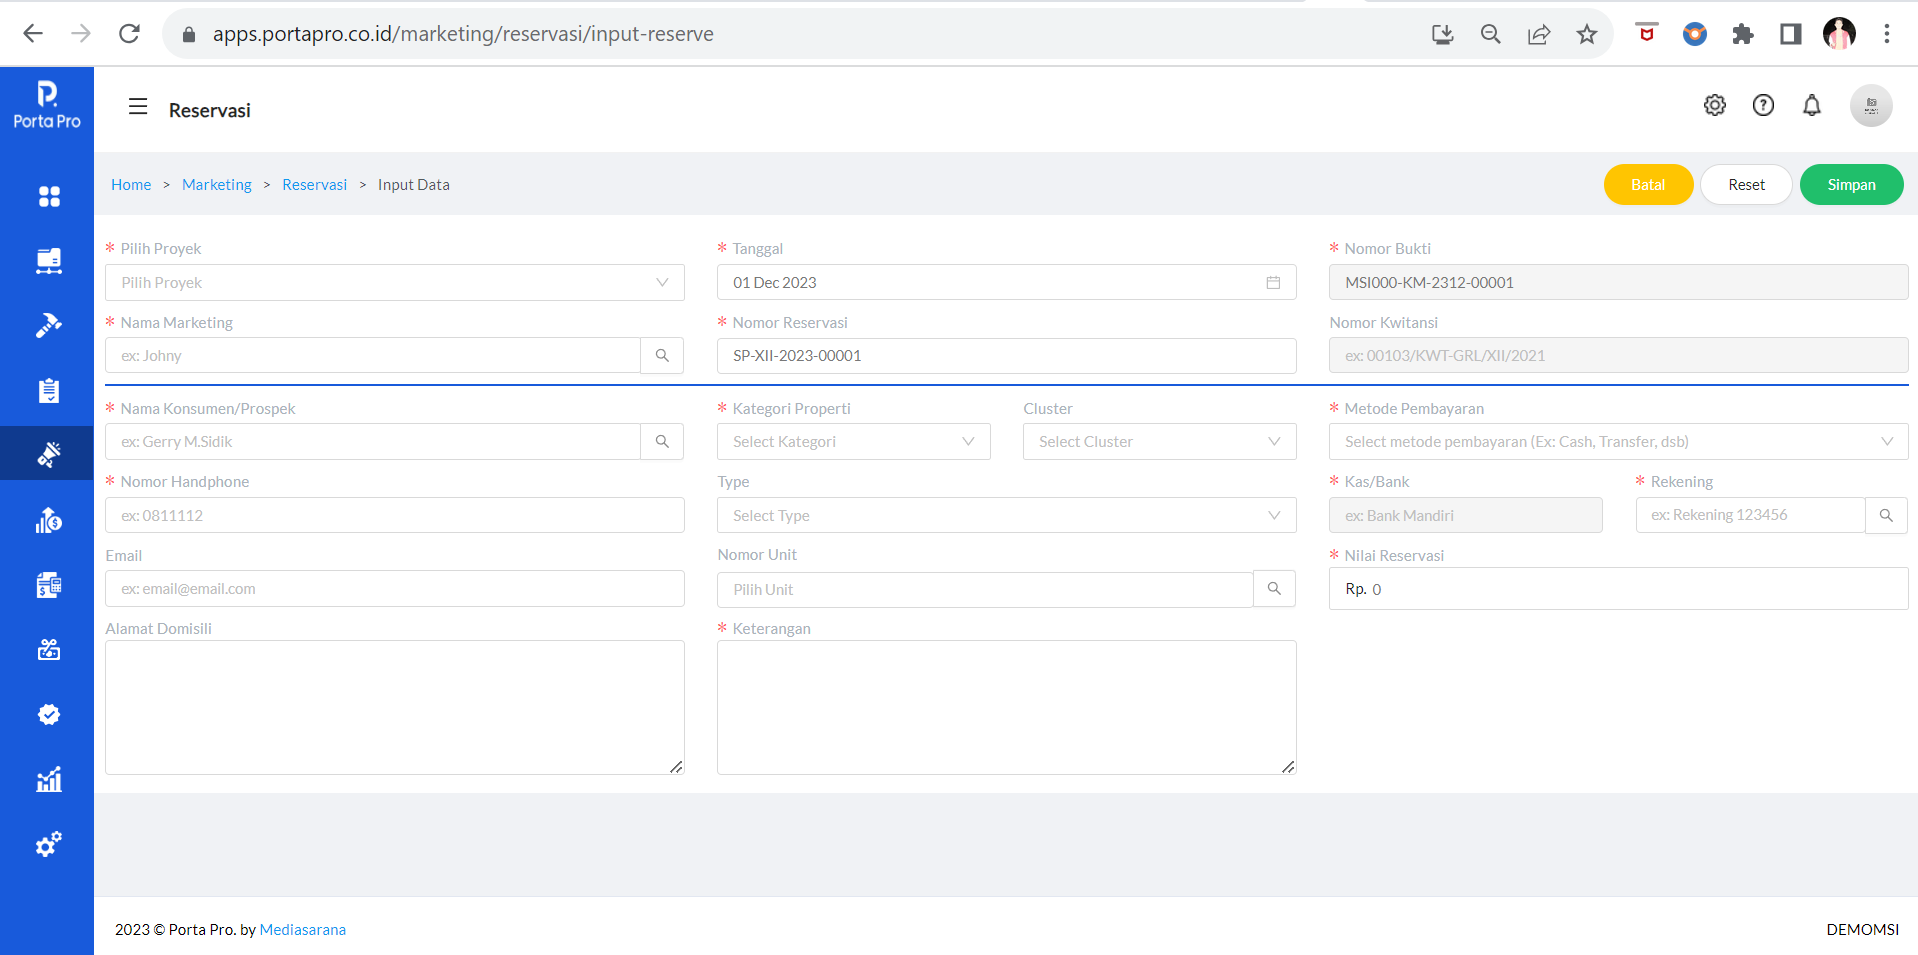 apps.portapro.co.id/marketing/reservasi/input-reserve
Porta Pro
Reservasi
Home > Marketing > Reservasi > Input Data
Batal
Reset
Simpan
* Pilih Proyek
Pilih Proyek
* Tanggal
01 Dec 2023
* Nomor Bukti
MSI000-KM-2312-00001
* Nama Marketing
ex: Johny
* Nomor Reservasi
SP-XII-2023-00001
Nomor Kwitansi
ex: 00103/KWT-GRL/XII/2021
* Nama Konsumen/Prospek
ex: Gerry M.Sidik
* Kategori Properti
Select Kategori
Cluster
Select Cluster
* Metode Pembayaran
Select metode pembayaran (Ex: Cash, Transfer, dsb)
* Nomor Handphone
ex: 0811112
Type
Select Type
* Kas/Bank
ex: Bank Mandiri
* Rekening
ex: Rekening 123456
Email
ex: email@email.com
Nomor Unit
Pilih Unit
* Nilai Reservasi
Rp. 0
Alamat Domisili
* Keterangan
2023 © Porta Pro. by Mediasarana
DEMOMSI